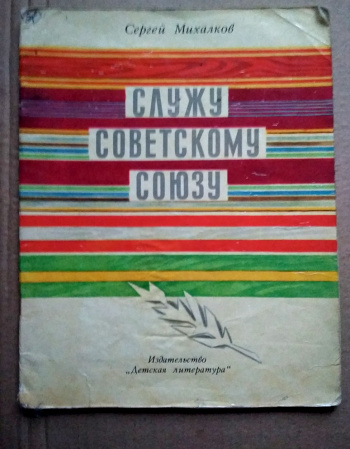 Сергей Михалков
СЛУЖУ
СОВЕТСКОМУ
СОЮЗУ
Издательство
„Детская литература“